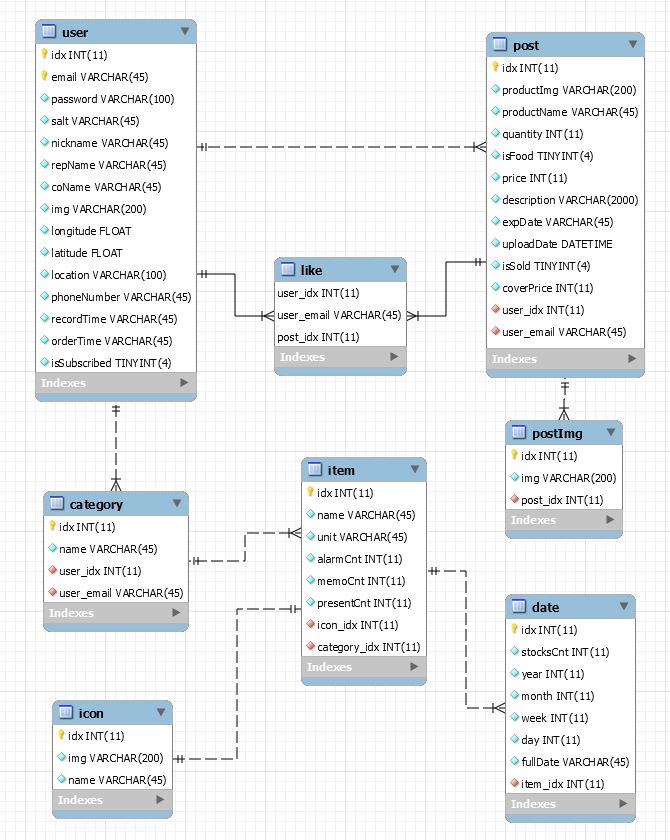 user
idx INT(11)
email VARCHAR(45)
password VARCHAR(100)
salt VARCHAR(45)
nickname VARCHAR(45)
repName VARCHAR(45)
coName VARCHAR(45)
img VARCHAR(200)
longitude FLOAT
latitude FLOAT
location VARCHAR(100)
phoneNumber VARCHAR(45)
recordTime VARCHAR(45)
orderTime VARCHAR(45)
isSubscribed TINYINT(4)
Indexes
post
idx INT(11)
productImg VARCHAR(200)
productName VARCHAR(45)
quantity INT(11)
isFood TINYINT(4)
price INT(11)
description VARCHAR(2000)
expDate VARCHAR(45)
uploadDate DATETIME
isSold TINYINT(4)
coverPrice INT(11)
user_idx INT(11)
user_email VARCHAR(45)
Indexes
like
user_idx INT(11)
user_email VARCHAR(45)
post_idx INT(11)
Indexes
postImg
idx INT(11)
img VARCHAR(200)
post_idx INT(11)
Indexes
category
idx INT(11)
name VARCHAR(45)
user_idx INT(11)
user_email VARCHAR(45)
Indexes
item
idx INT(11)
name VARCHAR(45)
unit VARCHAR(45)
alarmCnt INT(11)
memoCnt INT(11)
presentCnt INT(11)
icon_idx INT(11)
category_idx INT(11)
Indexes
date
idx INT(11)
stocksCnt INT(11)
year INT(11)
month INT(11)
week INT(11)
day INT(11)
fullDate VARCHAR(45)
item_idx INT(11)
Indexes
icon
idx INT(11)
img VARCHAR(200)
name VARCHAR(45)
Indexes